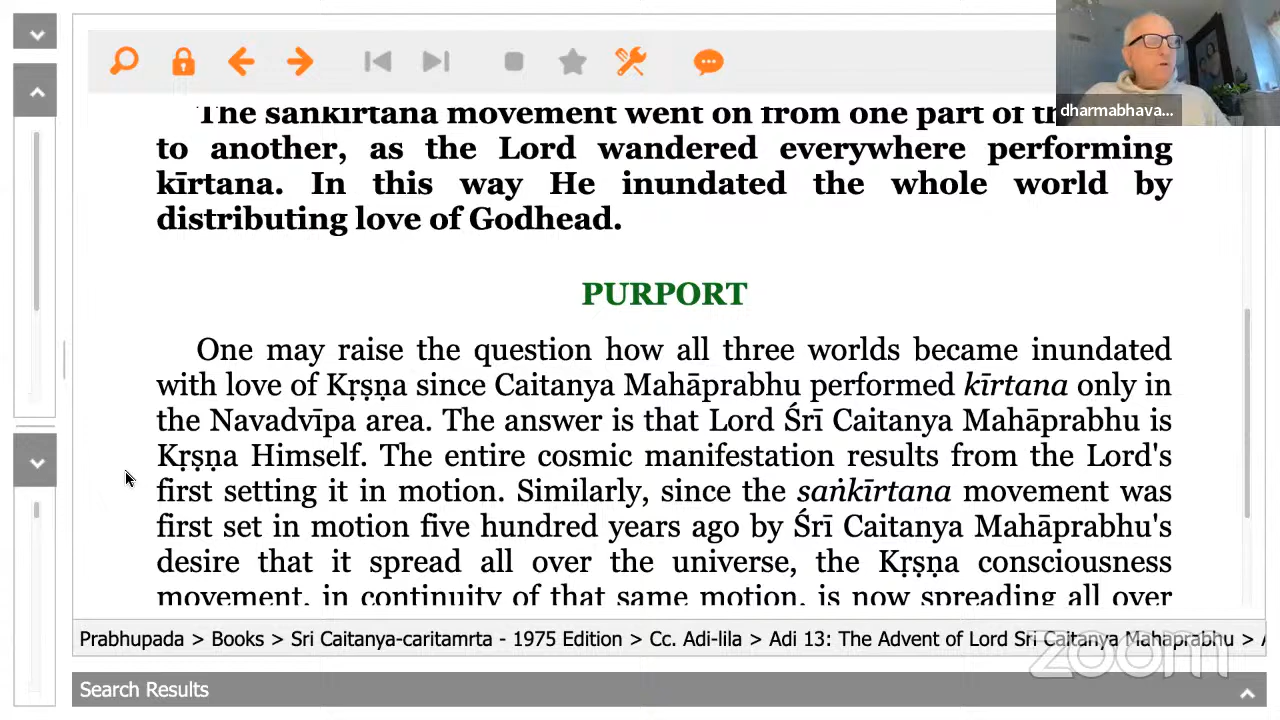 The saṅkīrtana movement went on from one part of th
to another, as the Lord wandered everywhere performing
kīrtana. In this way He inundated the whole world by
distributing love of Godhead.
PURPORT
One may raise the question how all three worlds became inundated
with love of Kṛṣṇa since Caitanya Mahāprabhu performed kīrtana only in
the Navadvīpa area. The answer is that Lord Śrī Caitanya Mahāprabhu is
Kṛṣṇa Himself. The entire cosmic manifestation results from the Lord's
first setting it in motion. Similarly, since the saṅkīrtana movement was
first set in motion five hundred years ago by Śrī Caitanya Mahāprabhu's
desire that it spread all over the universe, the Kṛṣṇa consciousness
movement, in continuity of that same motion, is now spreading all over
Prabhupada > Books > Sri Caitanya-caritamrta - 1975 Edition > Cc. Adi-lila > Adi 13: The Advent of Lord Sri Caitanya Mahaprabhu >
Search Results
dharmabhava...
zoom